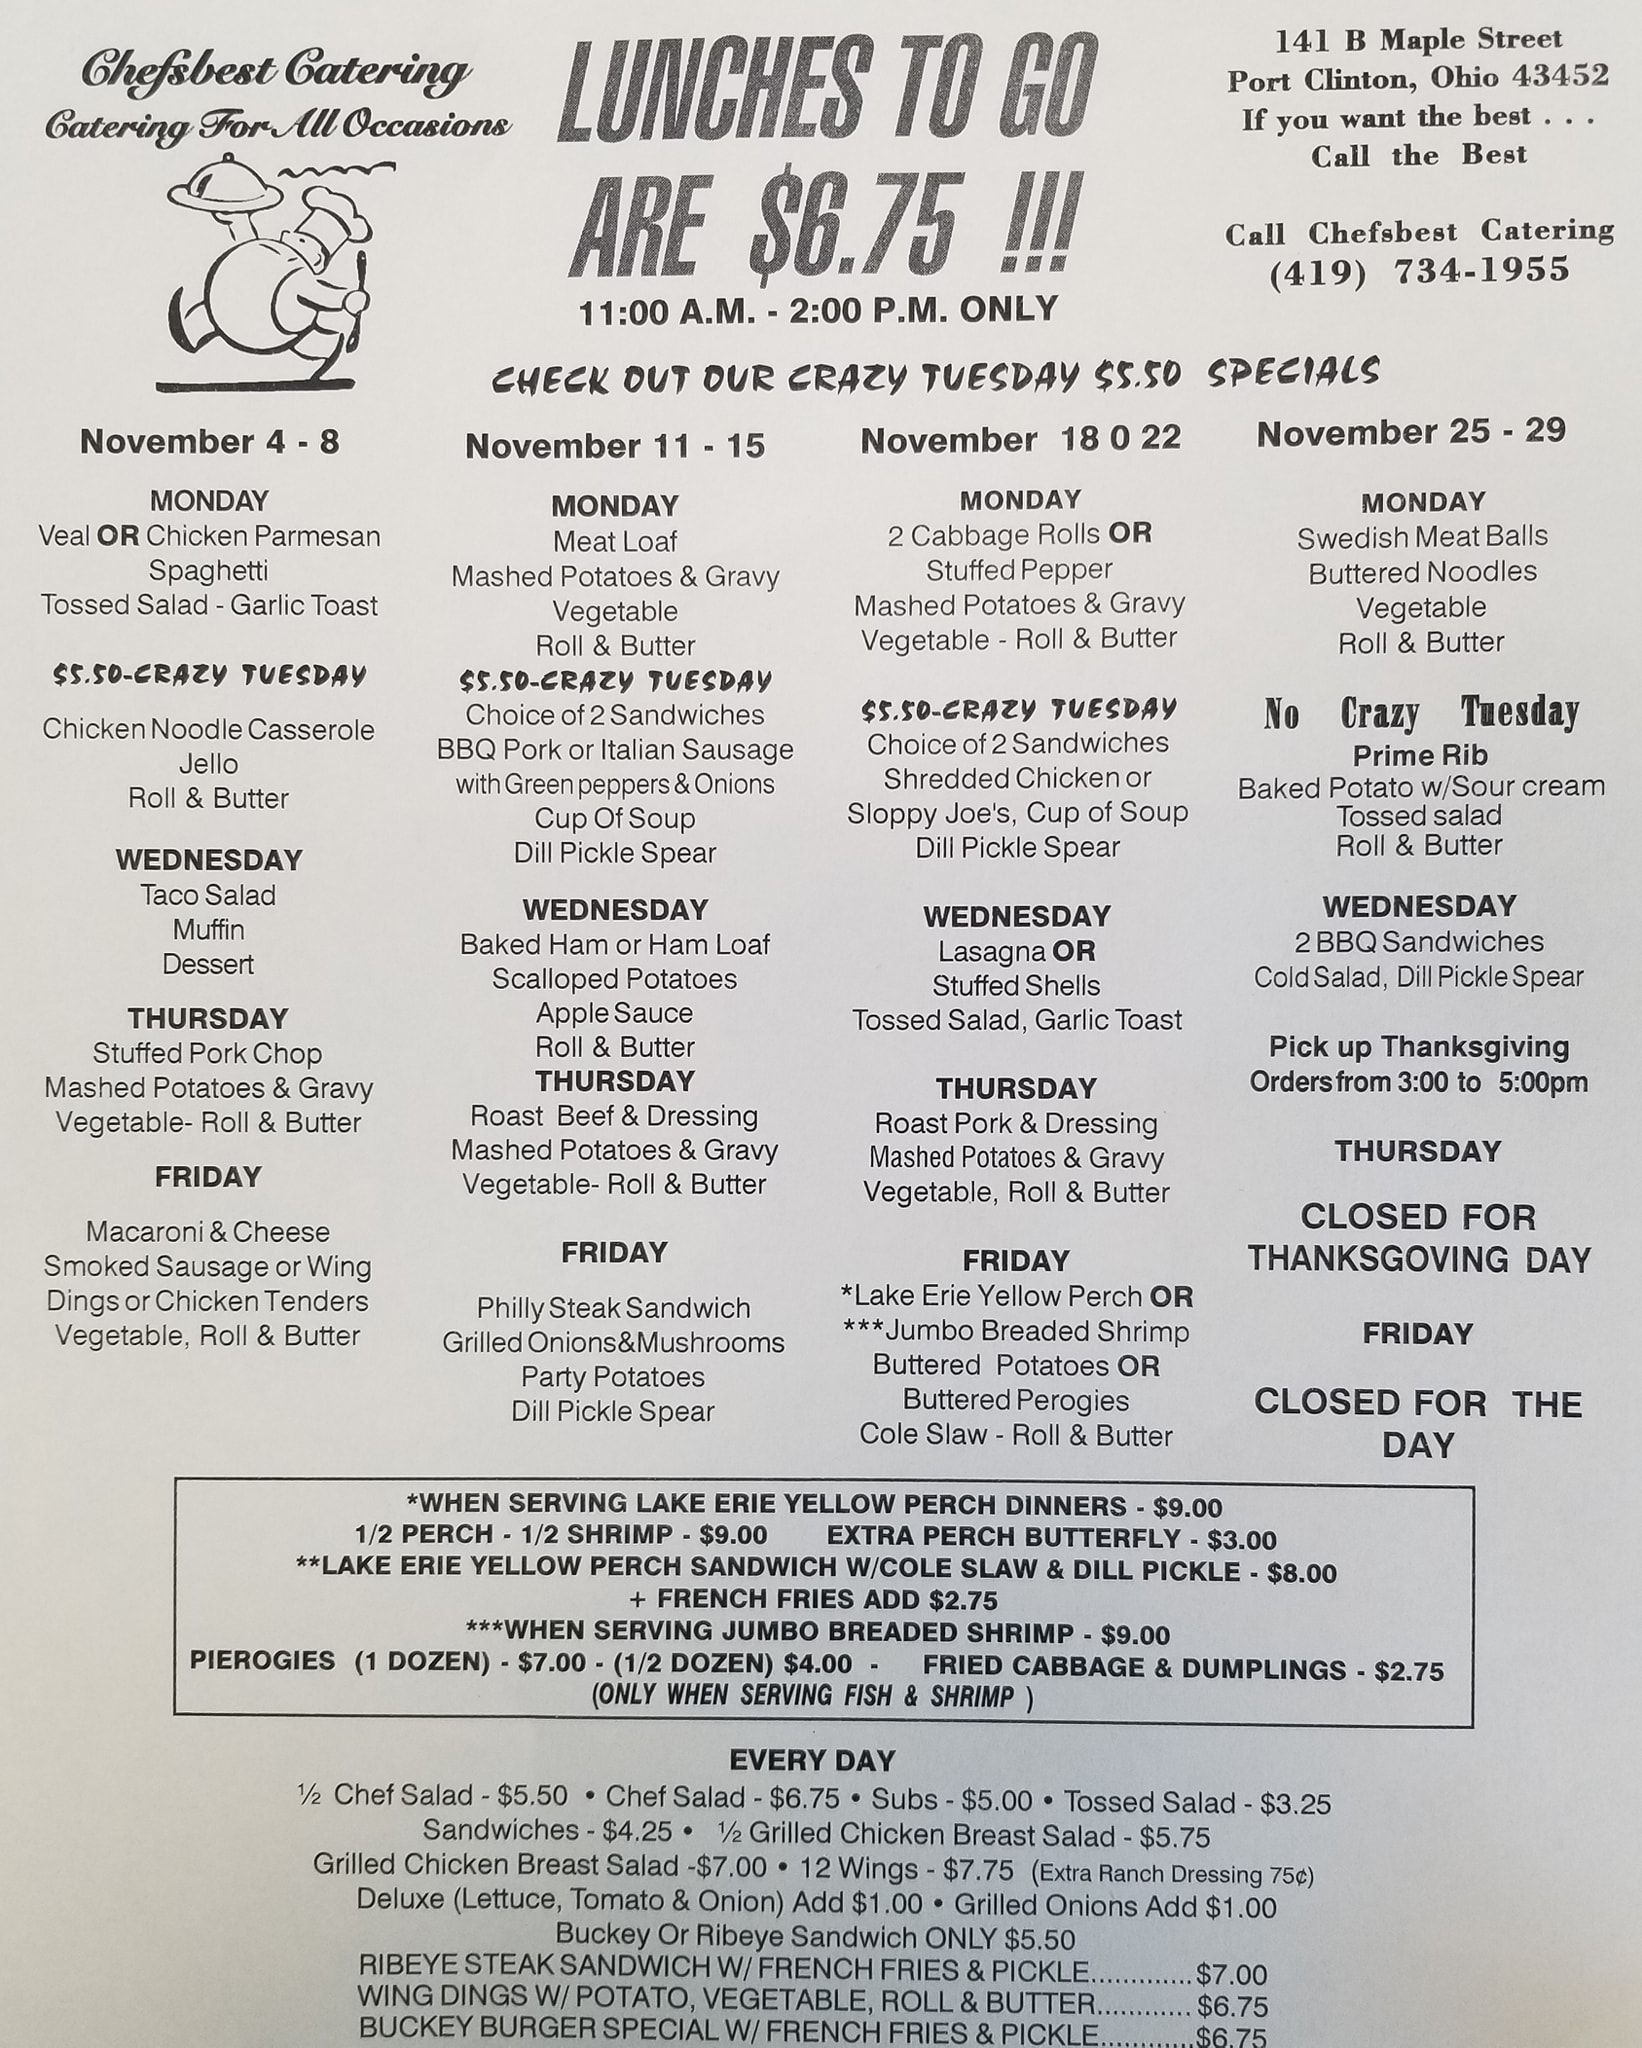 Chefsbest Catering
Catering For All Occasions
LUNCHES TO GO
ARE $6.75 !!!
11:00 A.M. - 2:00 P.M. ONLY
141 B Maple Street
Port Clinton, Ohio 43452
If you want the best . . .
Call the Best
Call Chefsbest Catering
(419) 734-1955
CHECK OUT OUR CRAZY TUESDAY $5.50 SPECIALS
November 4 - 8
MONDAY
Veal OR Chicken Parmesan
Spaghetti
Tossed Salad - Garlic Toast
$5.50-CRAZY TUESDAY
Chicken Noodle Casserole
Jello
Roll & Butter
WEDNESDAY
Taco Salad
Muffin
Dessert
THURSDAY
Stuffed Pork Chop
Mashed Potatoes & Gravy
Vegetable- Roll & Butter
FRIDAY
Macaroni & Cheese
Smoked Sausage or Wing
Dings or Chicken Tenders
Vegetable, Roll & Butter
November 11 - 15
MONDAY
Meat Loaf
Mashed Potatoes & Gravy
Vegetable
Roll & Butter
$5.50-CRAZY TUESDAY
Choice of 2 Sandwiches
BBQ Pork or Italian Sausage
with Green peppers & Onions
Cup Of Soup
Dill Pickle Spear
WEDNESDAY
Baked Ham or Ham Loaf
Scalloped Potatoes
Apple Sauce
Roll & Butter
THURSDAY
Roast Beef & Dressing
Mashed Potatoes & Gravy
Vegetable- Roll & Butter
FRIDAY
Philly Steak Sandwich
Grilled Onions&Mushrooms
Party Potatoes
Dill Pickle Spear
November 18 0 22
MONDAY
2 Cabbage Rolls OR
Stuffed Pepper
Mashed Potatoes & Gravy
Vegetable - Roll & Butter
$5.50-CRAZY TUESDAY
Choice of 2 Sandwiches
Shredded Chicken or
Sloppy Joe's, Cup of Soup
Dill Pickle Spear
WEDNESDAY
Lasagna OR
Stuffed Shells
Tossed Salad, Garlic Toast
THURSDAY
Roast Pork & Dressing
Mashed Potatoes & Gravy
Vegetable, Roll & Butter
FRIDAY
*Lake Erie Yellow Perch OR
***Jumbo Breaded Shrimp
Buttered Potatoes OR
Buttered Perogies
Cole Slaw - Roll & Butter
November 25 - 29
MONDAY
Swedish Meat Balls
Buttered Noodles
Vegetable
Roll & Butter
No Crazy Tuesday
Prime Rib
Baked Potato w/Sour cream
Tossed salad
Roll & Butter
WEDNESDAY
2 BBQ Sandwiches
Cold Salad, Dill Pickle Spear
Pick up Thanksgiving
Orders from 3:00 to 5:00pm
THURSDAY
CLOSED FOR
THANKSGOVING DAY
FRIDAY
CLOSED FOR THE
DAY
*WHEN SERVING LAKE ERIE YELLOW PERCH DINNERS - $9.00
1/2 PERCH - 1/2 SHRIMP - $9.00 EXTRA PERCH BUTTERFLY - $3.00
**LAKE ERIE YELLOW PERCH SANDWICH W/COLE SLAW & DILL PICKLE - $8.00
+ FRENCH FRIES ADD $2.75
***WHEN SERVING JUMBO BREADED SHRIMP - $9.00
PIEROGIES (1 DOZEN) - $7.00 - (1/2 DOZEN) $4.00 - FRIED CABBAGE & DUMPLINGS - $2.75
(ONLY WHEN SERVING FISH & SHRIMP )
EVERY DAY
½ Chef Salad - $5.50 • Chef Salad - $6.75 • Subs - $5.00 • Tossed Salad - $3.25
Sandwiches - $4.25 • ½ Grilled Chicken Breast Salad - $5.75
Grilled Chicken Breast Salad -$7.00 • 12 Wings - $7.75 (Extra Ranch Dressing 75¢)
Deluxe (Lettuce, Tomato & Onion) Add $1.00 • Grilled Onions Add $1.00
Buckey Or Ribeye Sandwich ONLY $5.50
RIBEYE STEAK SANDWICH W/ FRENCH FRIES & PICKLE.............$7.00
WING DINGS W/ POTATO, VEGETABLE, ROLL & BUTTER............ $6.75
BUCKEY BURGER SPECIAL W/ FRENCH FRIES & PICKLE............$6.75